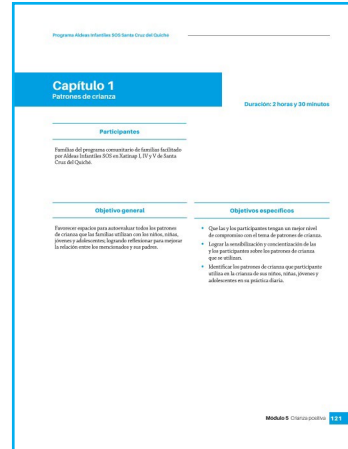 Programa Aldeas Infantiles SOS Santa Cruz del Quiché
Capítulo 1
Patrones de crianza
Duración: 2 horas y 30 minutos
Participantes
Familias del programa comunitario de familias facilitado
por Aldeas Infantiles SOS en Xatinap I, IV y V de Santa
Cruz del Quiché.
Objetivo general
Favorecer espacios para autoevaluar todos los patrones
de crianza que las familias utilizan con los niños, niñas,
jóvenes y adolescentes; logrando reflexionar para mejorar
la relación entre los mencionados y sus padres.
Objetivos específicos
• Que las y los participantes tengan un mejor nivel
de compromiso con el tema de patrones de crianza.
• Lograr la sensibilización y concientización de las
y los participantes sobre los patrones de crianza
que se utilizan.
• Identificar los patrones de crianza que participante
utiliza en la crianza de sus niños, niñas, jóvenes y
adolescentes en su práctica diaria.
Módulo 5 Crianza positiva 121